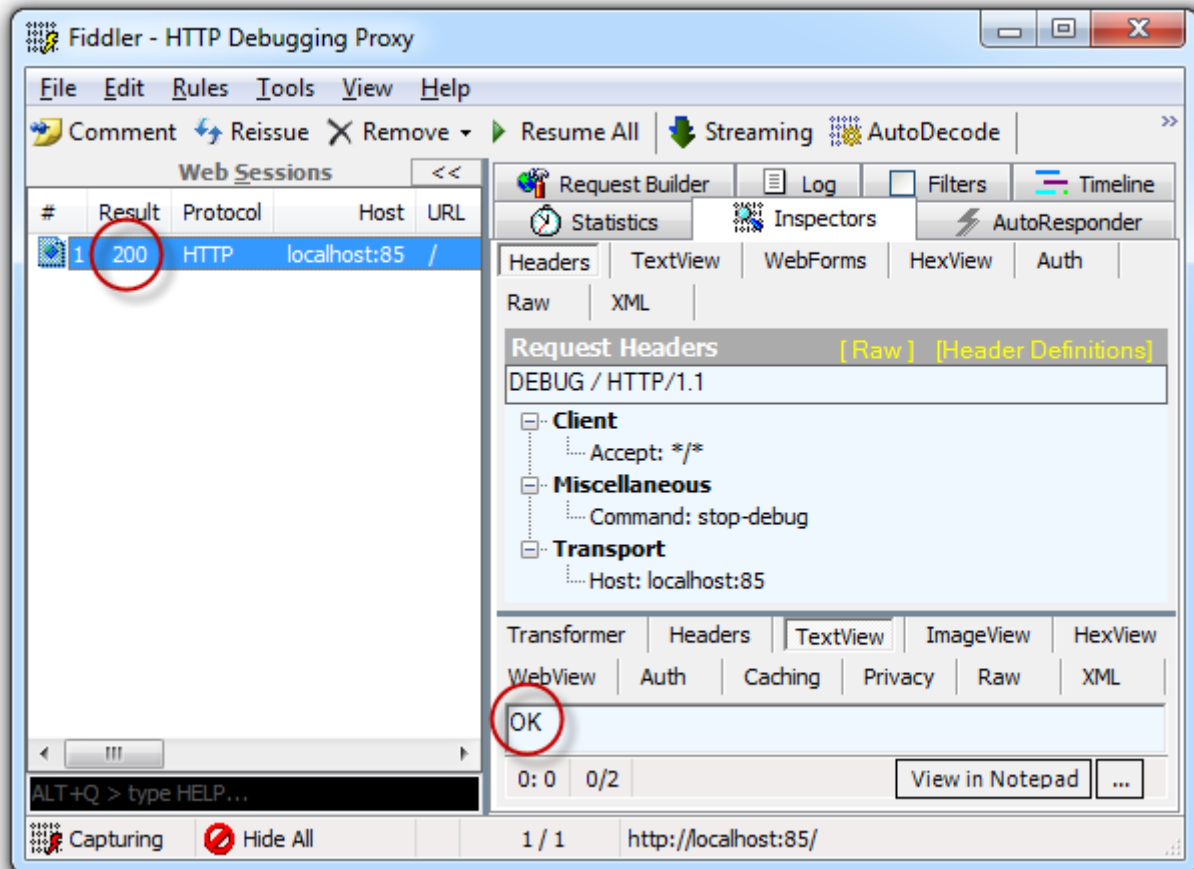 Fiddler - HTTP Debugging Proxy
File Edit Rules Tools View Help
Comment Reissue Remove Resume All Streaming AutoDecode >>
Web Sessions <<
# Result Protocol Host URL
1 200 HTTP localhost:85 /
Request Builder Log Filters Timeline
Statistics Inspectors AutoResponder
Headers TextView WebForms HexView Auth
Raw XML
Request Headers [ Raw ] [Header Definitions]
DEBUG / HTTP/1.1
Client
Accept: */*
Miscellaneous
Command: stop-debug
Transport
Host: localhost:85
Transformer Headers TextView ImageView HexView
WebView Auth Caching Privacy Raw XML
OK
0: 0 0/2 View in Notepad ...
ALT+Q > type HELP...
Capturing Hide All 1 / 1 http://localhost:85/